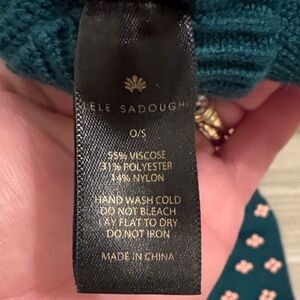 LELE SADOUGHI
O/S
55% VISCOSE
31% POLYESTER
14% NYLON
HAND WASH COLD
DO NOT BLEACH
LAY FLAT TO DRY
DO NOT IRON
MADE IN CHINA